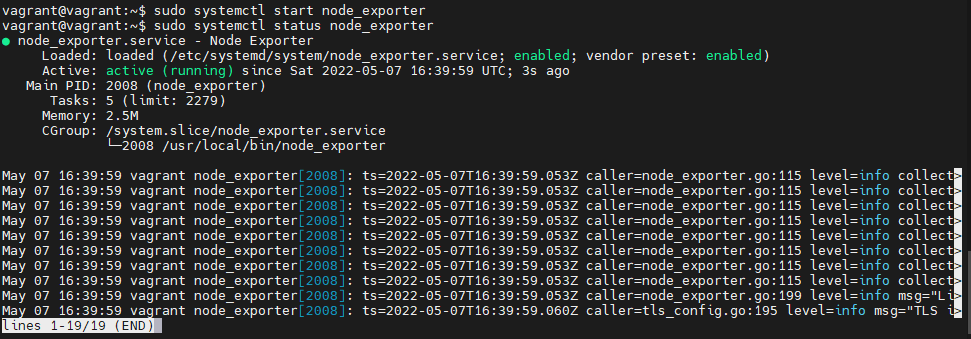 vagrant@vagrant:~$ sudo systemctl start node_exporter
vagrant@vagrant:~$ sudo systemctl status node_exporter
● node_exporter.service - Node Exporter
     Loaded: loaded (/etc/systemd/system/node_exporter.service; enabled; vendor preset: enabled)
     Active: active (running) since Sat 2022-05-07 16:39:59 UTC; 3s ago
   Main PID: 2008 (node_exporter)
      Tasks: 5 (limit: 2279)
     Memory: 2.5M
     CGroup: /system.slice/node_exporter.service
             └─2008 /usr/local/bin/node_exporter

May 07 16:39:59 vagrant node_exporter[2008]: ts=2022-05-07T16:39:59.053Z caller=node_exporter.go:115 level=info collect>
May 07 16:39:59 vagrant node_exporter[2008]: ts=2022-05-07T16:39:59.053Z caller=node_exporter.go:115 level=info collect>
May 07 16:39:59 vagrant node_exporter[2008]: ts=2022-05-07T16:39:59.053Z caller=node_exporter.go:115 level=info collect>
May 07 16:39:59 vagrant node_exporter[2008]: ts=2022-05-07T16:39:59.053Z caller=node_exporter.go:115 level=info collect>
May 07 16:39:59 vagrant node_exporter[2008]: ts=2022-05-07T16:39:59.053Z caller=node_exporter.go:115 level=info collect>
May 07 16:39:59 vagrant node_exporter[2008]: ts=2022-05-07T16:39:59.053Z caller=node_exporter.go:115 level=info collect>
May 07 16:39:59 vagrant node_exporter[2008]: ts=2022-05-07T16:39:59.053Z caller=node_exporter.go:115 level=info collect>
May 07 16:39:59 vagrant node_exporter[2008]: ts=2022-05-07T16:39:59.053Z caller=node_exporter.go:115 level=info collect>
May 07 16:39:59 vagrant node_exporter[2008]: ts=2022-05-07T16:39:59.053Z caller=node_exporter.go:199 level=info msg="Li>
May 07 16:39:59 vagrant node_exporter[2008]: ts=2022-05-07T16:39:59.060Z caller=tls_config.go:195 level=info msg="TLS i>
lines 1-19/19 (END)